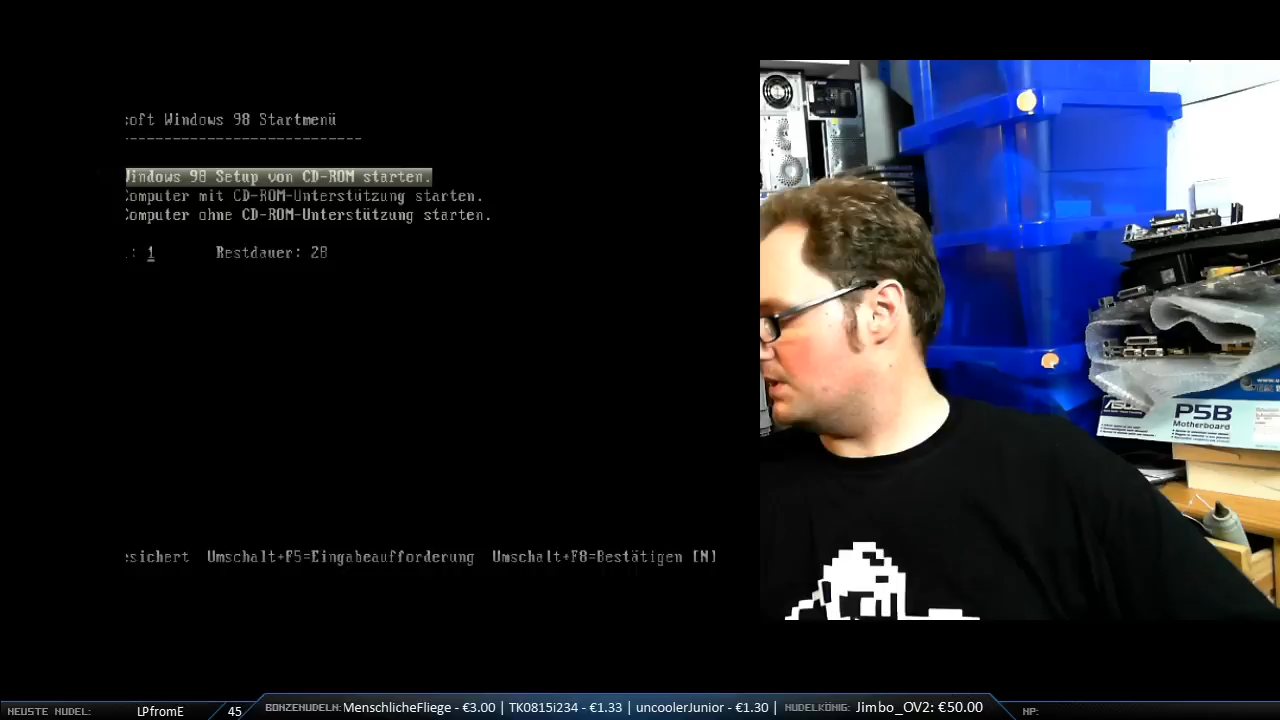 oft Windows 98 Startmenü
Windows 98 Setup von CD-ROM starten.
Computer mit CD-ROM-Unterstützung starten.
Computer ohne CD-ROM-Unterstützung starten.
: 1 Restdauer: 28
esichert Umschalt+F5=Eingabeaufforderung Umschalt+F8=Bestätigen [N]
ASUS
P5B
Motherboard
NEUSTE NUDEL: LPfromE 45 BONZENUDELN: MenschlicheFliege - €3.00 | TK0815i234 - €1.33 | uncoolerJunior - €1.30 | NUDELKÖNIG: Jimbo_OV2: €50.00 HP: